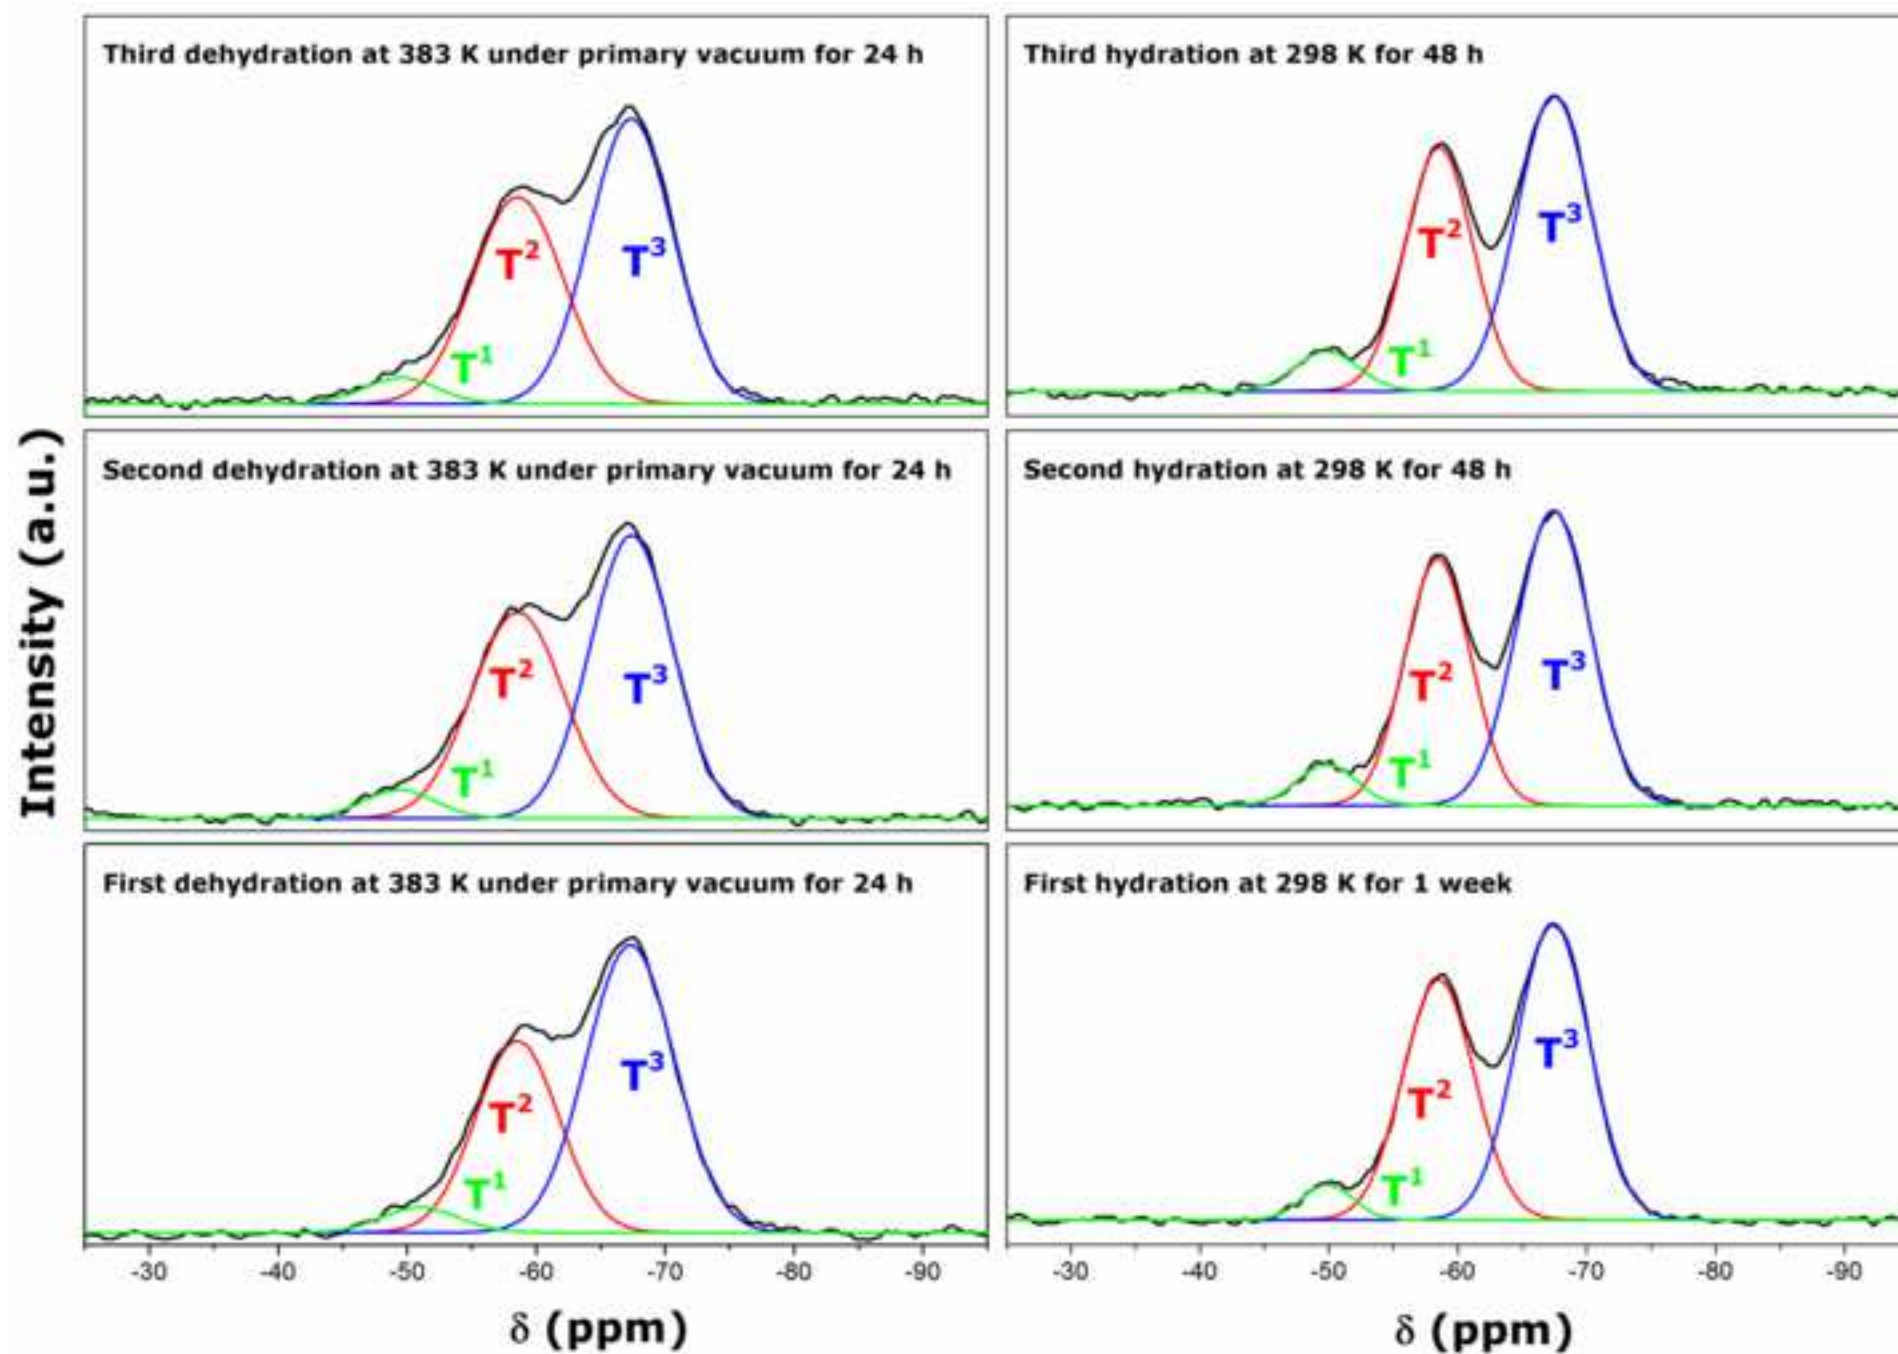 Third dehydration at 383 K under primary vacuum for 24 h
T²
T³
T¹
Third hydration at 298 K for 48 h
T²
T³
T¹
Second dehydration at 383 K under primary vacuum for 24 h
T²
T³
T¹
Second hydration at 298 K for 48 h
T²
T³
T¹
First dehydration at 383 K under primary vacuum for 24 h
T²
T³
T¹
First hydration at 298 K for 1 week
T²
T³
T¹
Intensity (a.u.)
-30 -40 -50 -60 -70 -80 -90
-30 -40 -50 -60 -70 -80 -90
δ (ppm)
δ (ppm)